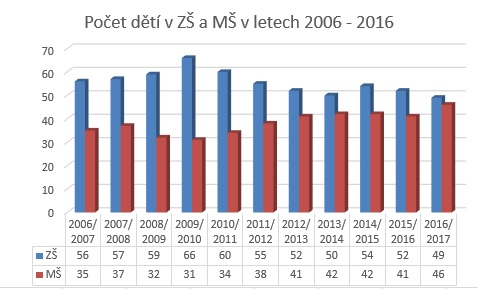 Počet dětí v ZŠ a MŠ v letech 2006 - 2016
70
60
50
40
30
20
10
0
2006/ 2007/ 2008/ 2009/ 2010/ 2011/ 2012/ 2013/ 2014/ 2015/ 2016/
2007 2008 2009 2010 2011 2012 2013 2014 2015 2016 2017
ZŠ 56 57 59 66 60 55 52 50 54 52 49
MŠ 35 37 32 31 34 38 41 42 42 41 46